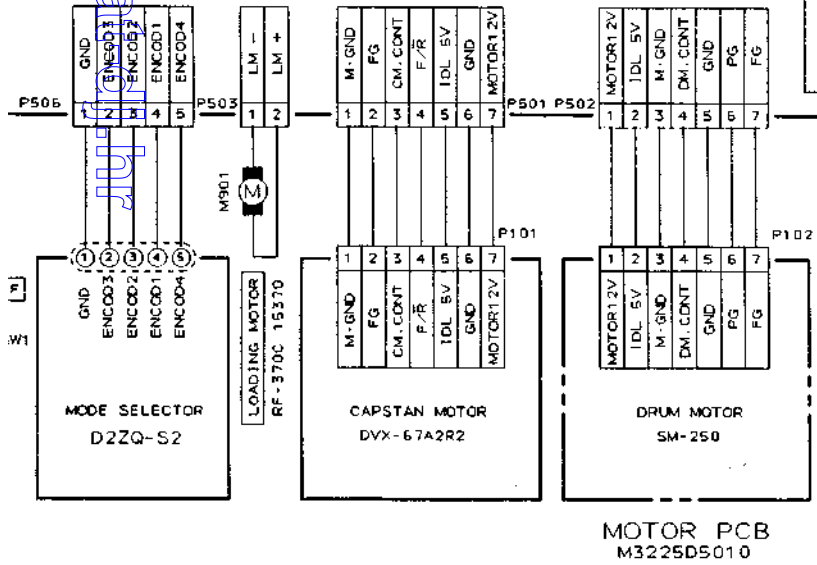 GND
ENCOD3
ENCOD2
ENCOD1
ENCOD4
P506
1 2 3 4 5
P503
LM -
LM +
1 2
M901
M
M·GND
FG
CM.CONT
F/R
IDL 5V
GND
MOTOR12V
1 2 3 4 5 6 7
P501
P502
MOTOR12V
IDL 5V
M·GND
DM.CONT
GND
PG
FG
1 2 3 4 5 6 7
1 2 3 4 5
GND
ENCOD3
ENCOD2
ENCOD1
ENCOD4
MODE SELECTOR
D2ZQ-S2
W1
LOADING MOTOR
RF-370C 15370
P101
1 2 3 4 5 6 7
M·GND
FG
CM.CONT
F/R
IDL 5V
GND
MOTOR12V
CAPSTAN MOTOR
DVX-67A2R2
P102
1 2 3 4 5 6 7
MOTOR12V
IDL 5V
M·GND
DM.CONT
GND
PG
FG
DRUM MOTOR
SM-250
MOTOR PCB
M3225D5010